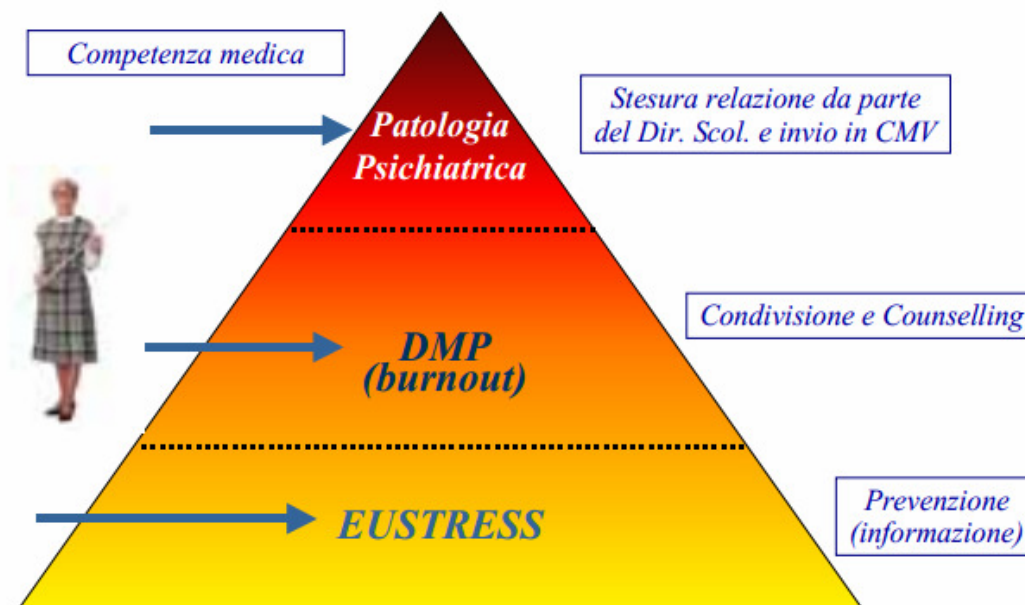 Competenza medica
Stesura relazione da parte
del Dir. Scol. e invio in CMV
Patologia
Psichiatrica
Condivisione e Counselling
DMP
(burnout)
Prevenzione
(informazione)
EUSTRESS